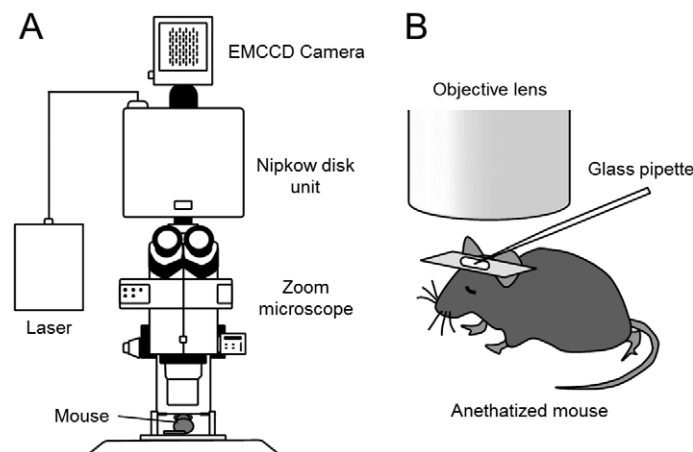 A
EMCCD Camera
Nipkow disk
unit
Zoom
microscope
Laser
Mouse
B
Objective lens
Glass pipette
Anethatized mouse